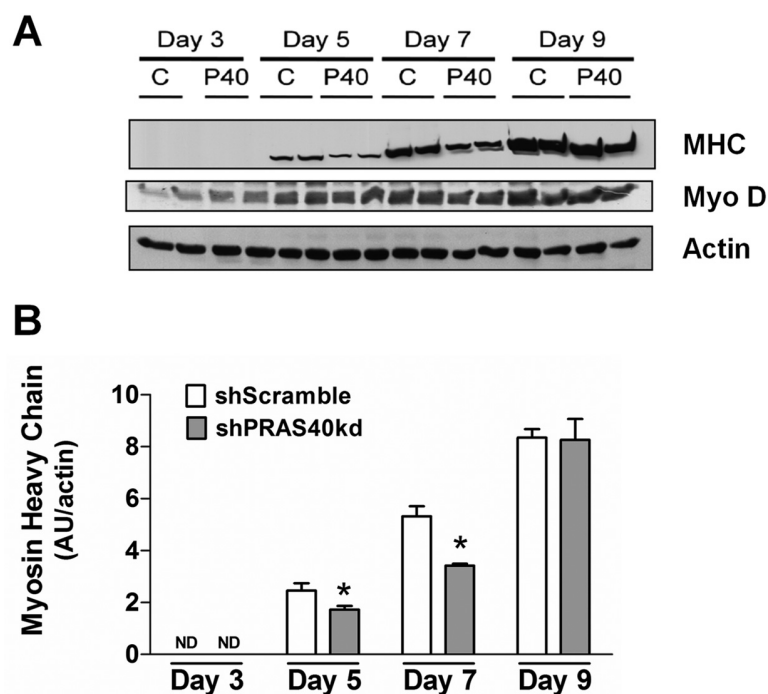 A
Day 3 Day 5 Day 7 Day 9
C P40 C P40 C P40 C P40
MHC
Myo D
Actin
B
Myosin Heavy Chain
(AU/actin)
10
8
6
4
2
0
shScramble
shPRAS40kd
ND ND
*
*
Day 3 Day 5 Day 7 Day 9